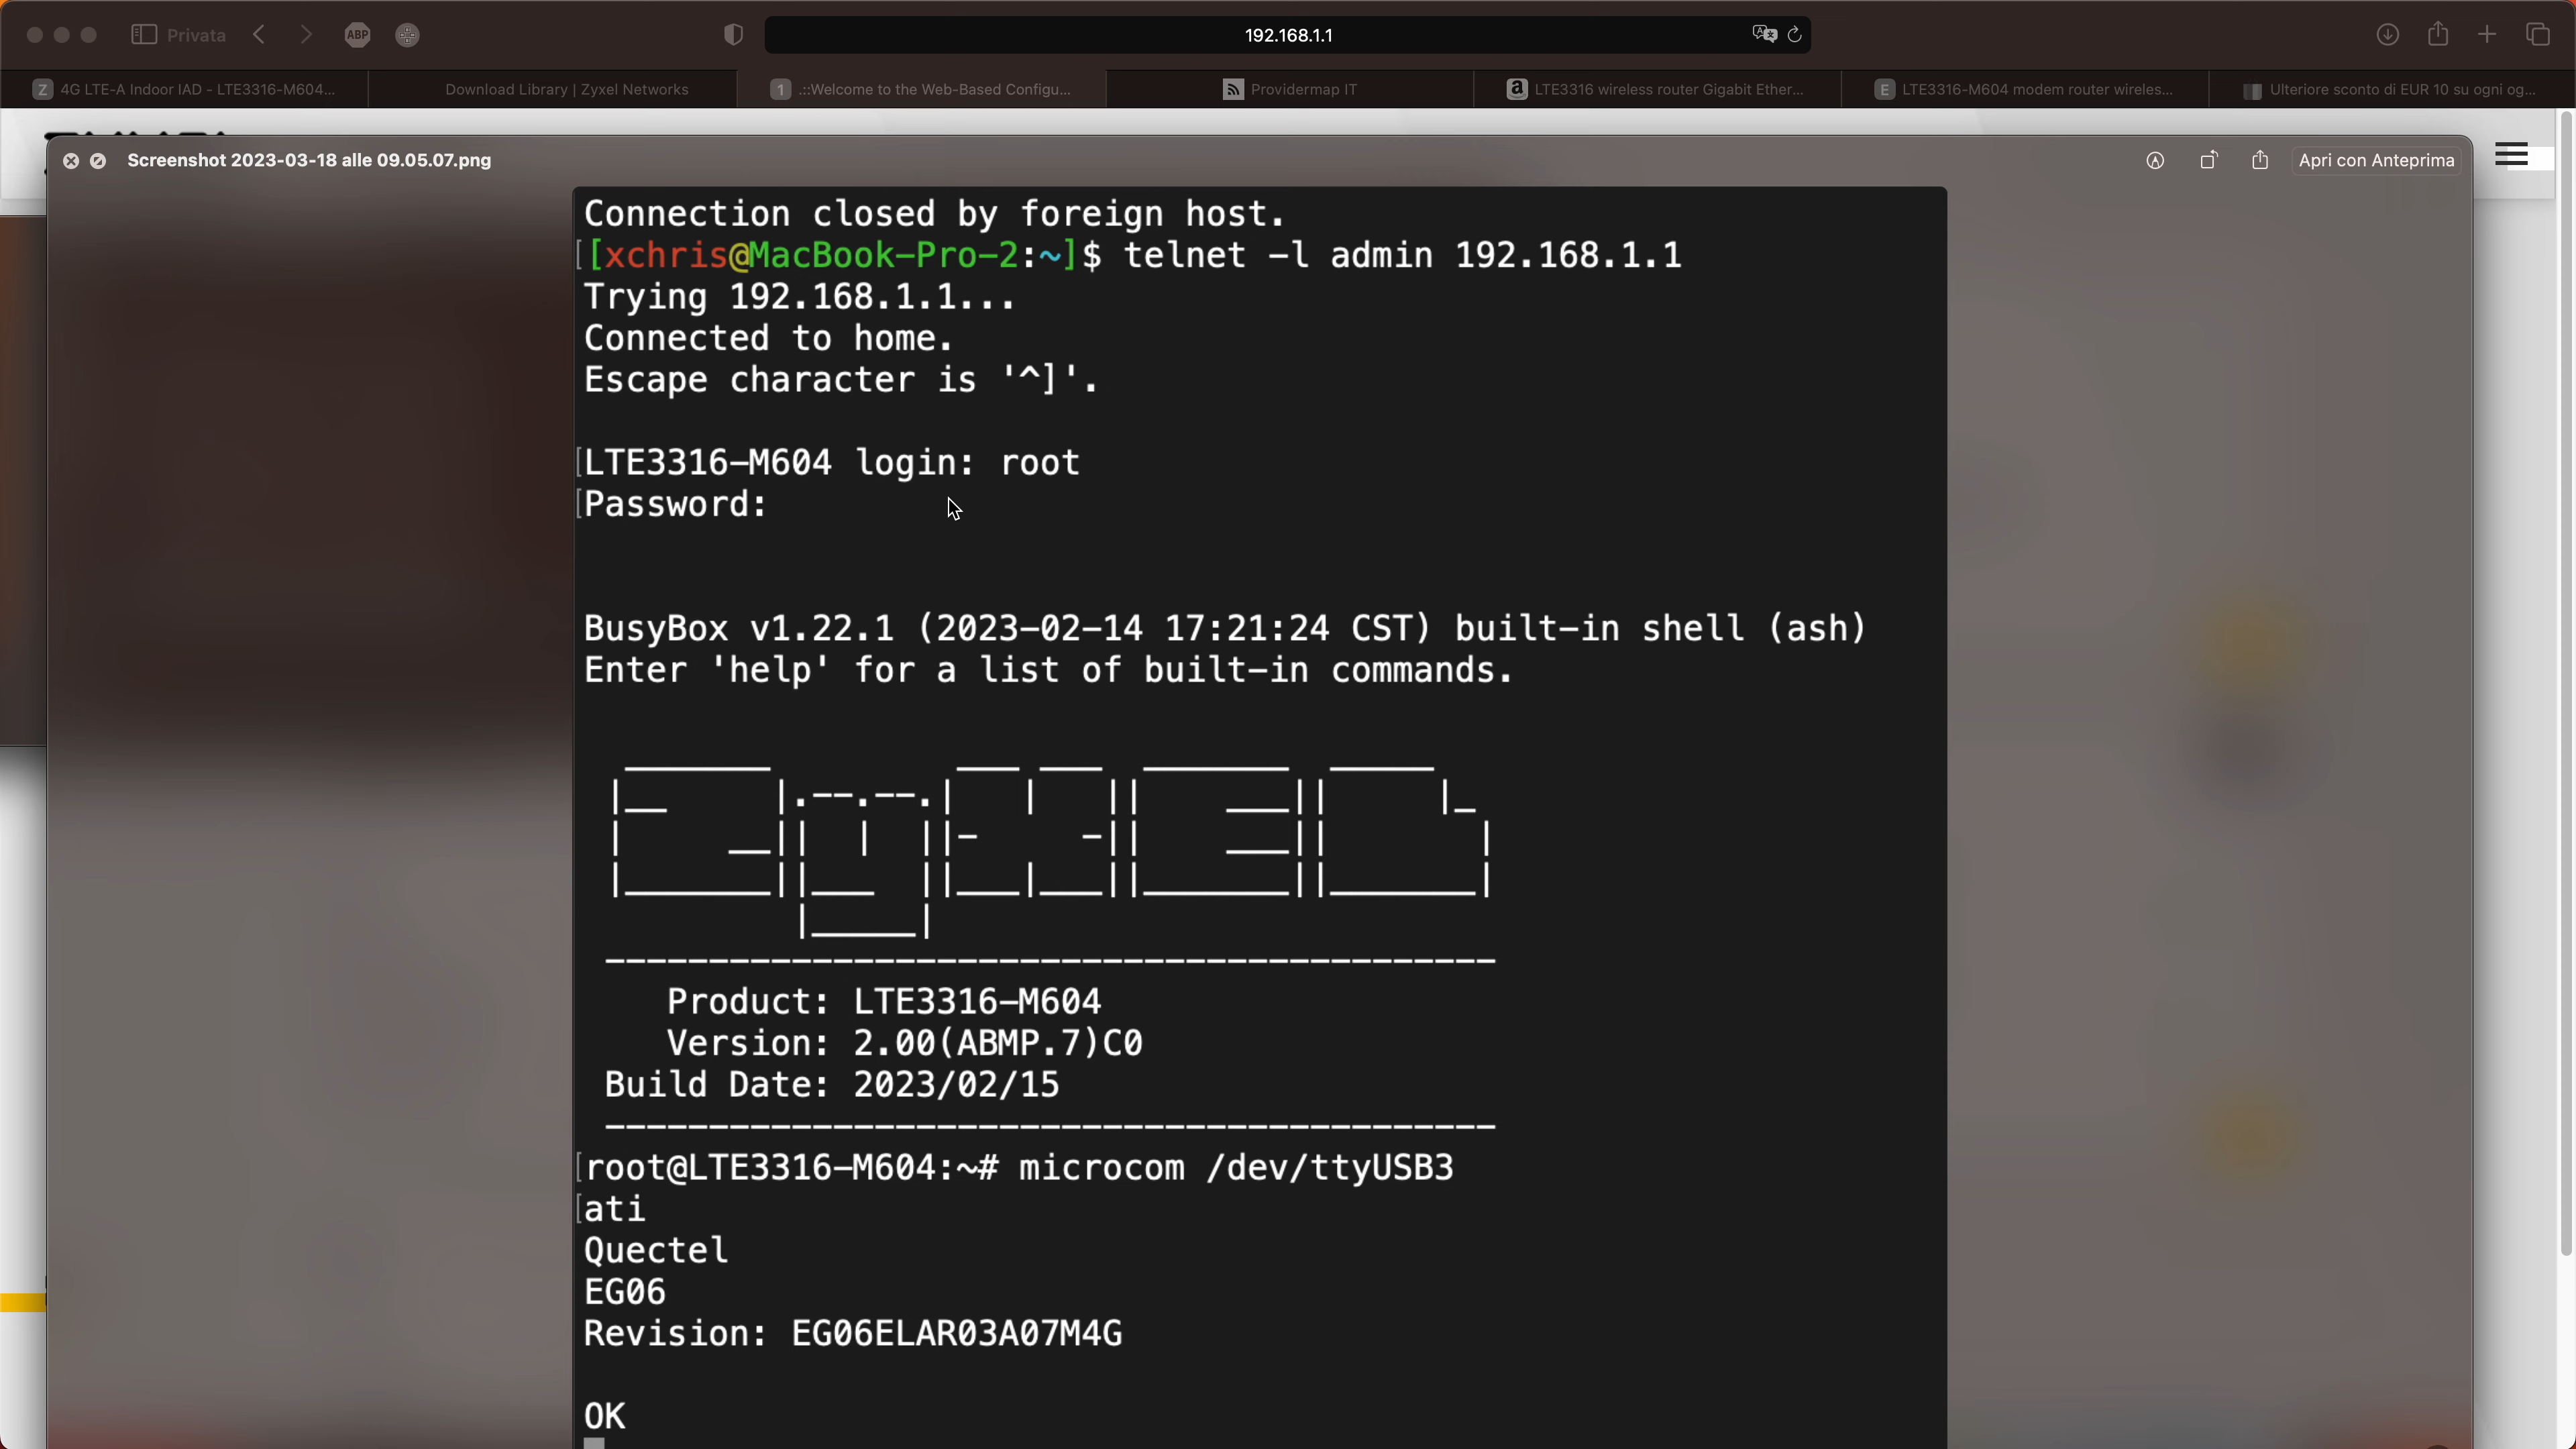 Privata
ABP
192.168.1.1
Z 4G LTE-A Indoor IAD - LTE3316-M604...
Download Library | Zyxel Networks
1 .::Welcome to the Web-Based Configu...
Providermap IT
a LTE3316 wireless router Gigabit Ether...
E LTE3316-M604 modem router wireles...
Ulteriore sconto di EUR 10 su ogni og...
Screenshot 2023-03-18 alle 09.05.07.png
Apri con Anteprima
Connection closed by foreign host.
[[xchris@MacBook-Pro-2:~]$ telnet -l admin 192.168.1.1
Trying 192.168.1.1...
Connected to home.
Escape character is '^]'.
[LTE3316-M604 login: root
[Password:
BusyBox v1.22.1 (2023-02-14 17:21:24 CST) built-in shell (ash)
Enter 'help' for a list of built-in commands.
ZyXEL
Product: LTE3316-M604
Version: 2.00(ABMP.7)C0
Build Date: 2023/02/15
[root@LTE3316-M604:~# microcom /dev/ttyUSB3
[ati
Quectel
EG06
Revision: EG06ELAR03A07M4G
OK